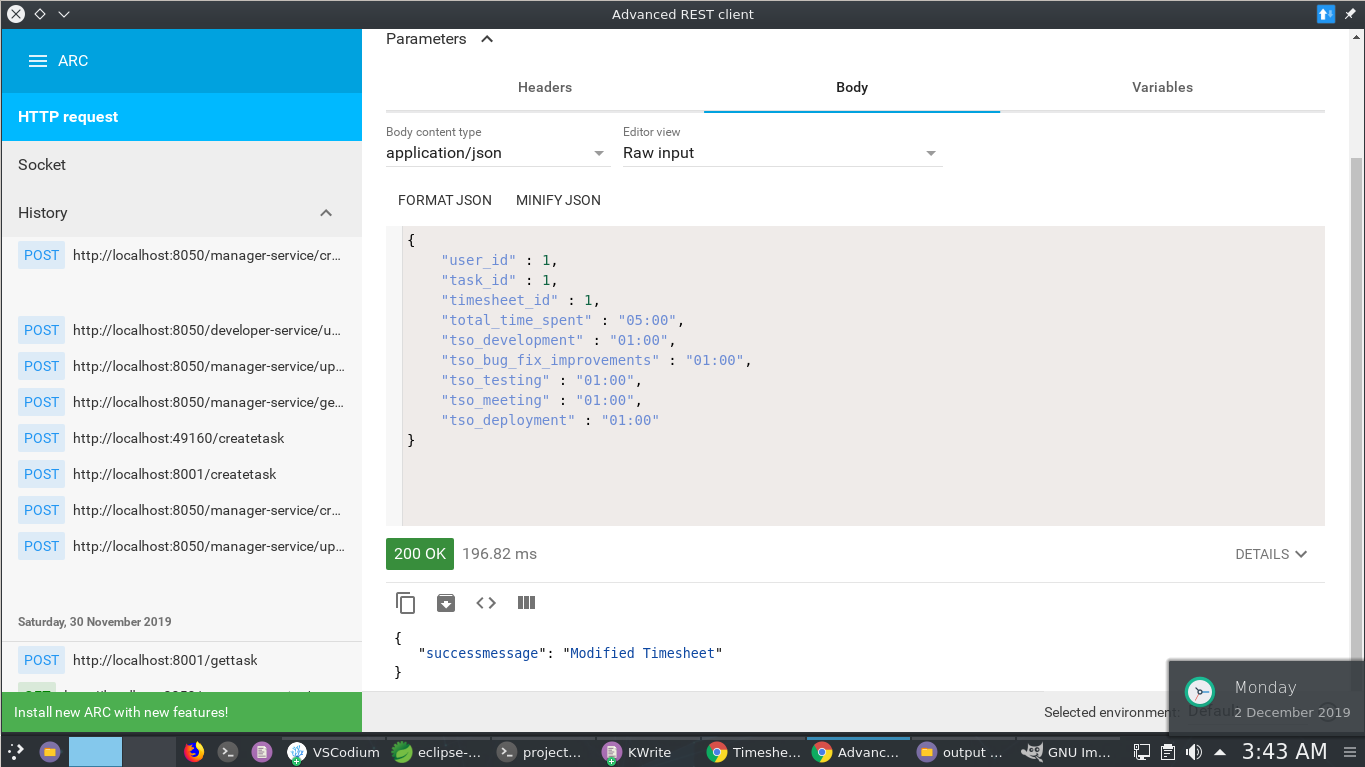 Advanced REST client
ARC
HTTP request
Socket
History
POST http://localhost:8050/manager-service/cr...
POST http://localhost:8050/developer-service/u...
POST http://localhost:8050/manager-service/up...
POST http://localhost:8050/manager-service/ge...
POST http://localhost:49160/createtask
POST http://localhost:8001/createtask
POST http://localhost:8050/manager-service/cr...
POST http://localhost:8050/manager-service/up...
Saturday, 30 November 2019
POST http://localhost:8001/gettask
Install new ARC with new features!
Parameters
Headers Body Variables
Body content type Editor view
application/json Raw input
FORMAT JSON MINIFY JSON
{
"user_id" : 1,
"task_id" : 1,
"timesheet_id" : 1,
"total_time_spent" : "05:00",
"tso_development" : "01:00",
"tso_bug_fix_improvements" : "01:00",
"tso_testing" : "01:00",
"tso_meeting" : "01:00",
"tso_deployment" : "01:00"
}
200 OK 196.82 ms DETAILS
{
"successmessage": "Modified Timesheet"
}
Selected environment: Default
Monday
2 December 2019
VSCodium eclipse-... project... KWrite Timeshe... Advanc... output ... GNU Im... 3:43 AM